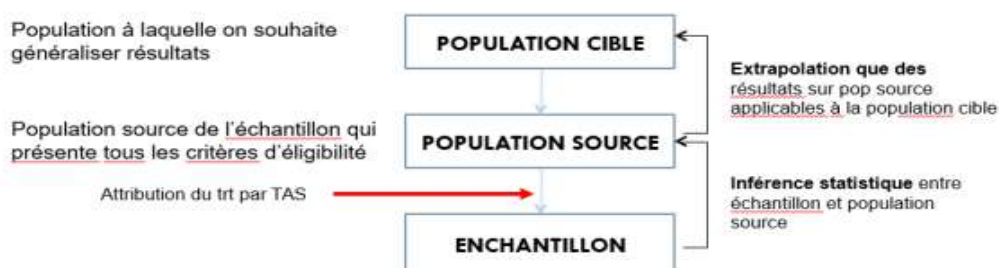 Population à laquelle on souhaite
généraliser résultats
POPULATION CIBLE
Extrapolation que des
résultats sur pop source
applicables à la population cible
Population source de l'échantillon qui
présente tous les critères d'éligibilité
POPULATION SOURCE
Attribution du trt par TAS
Inférence statistique entre
échantillon et population
source
ENCHANTILLON